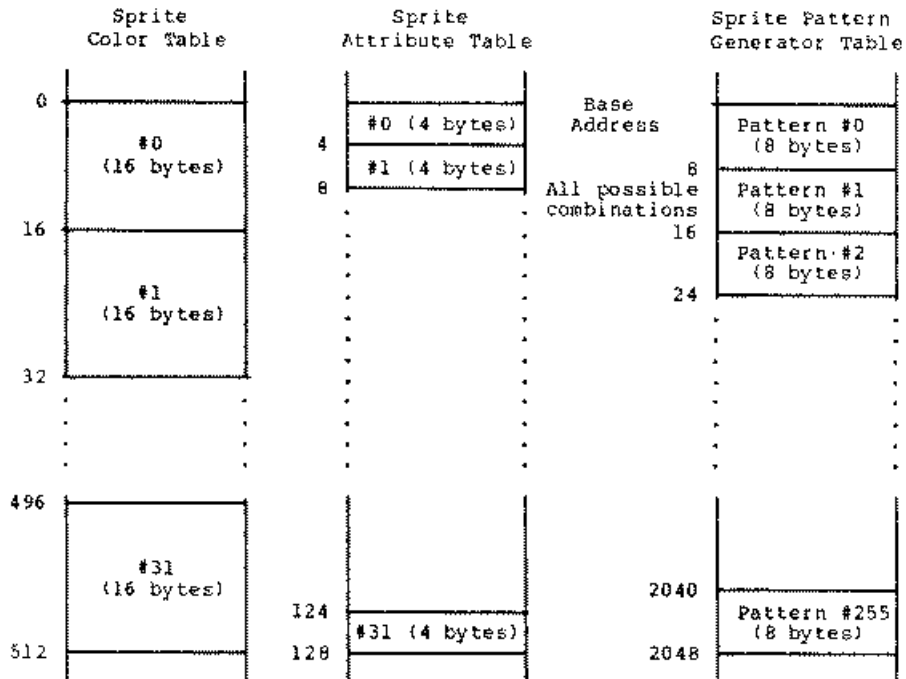 Sprite
Color Table
0
#0
(16 bytes)
16
#1
(16 bytes)
32
496
#31
(16 bytes)
512
Sprite
Attribute Table
#0 (4 bytes)
4
#1 (4 bytes)
8
124
#31 (4 bytes)
128
Sprite Pattern
Generator Table
Base
Address
Pattern #0
(8 bytes)
8
All possible
combinations
Pattern #1
(8 bytes)
16
Pattern #2
(8 bytes)
24
2040
Pattern #255
(8 bytes)
2048